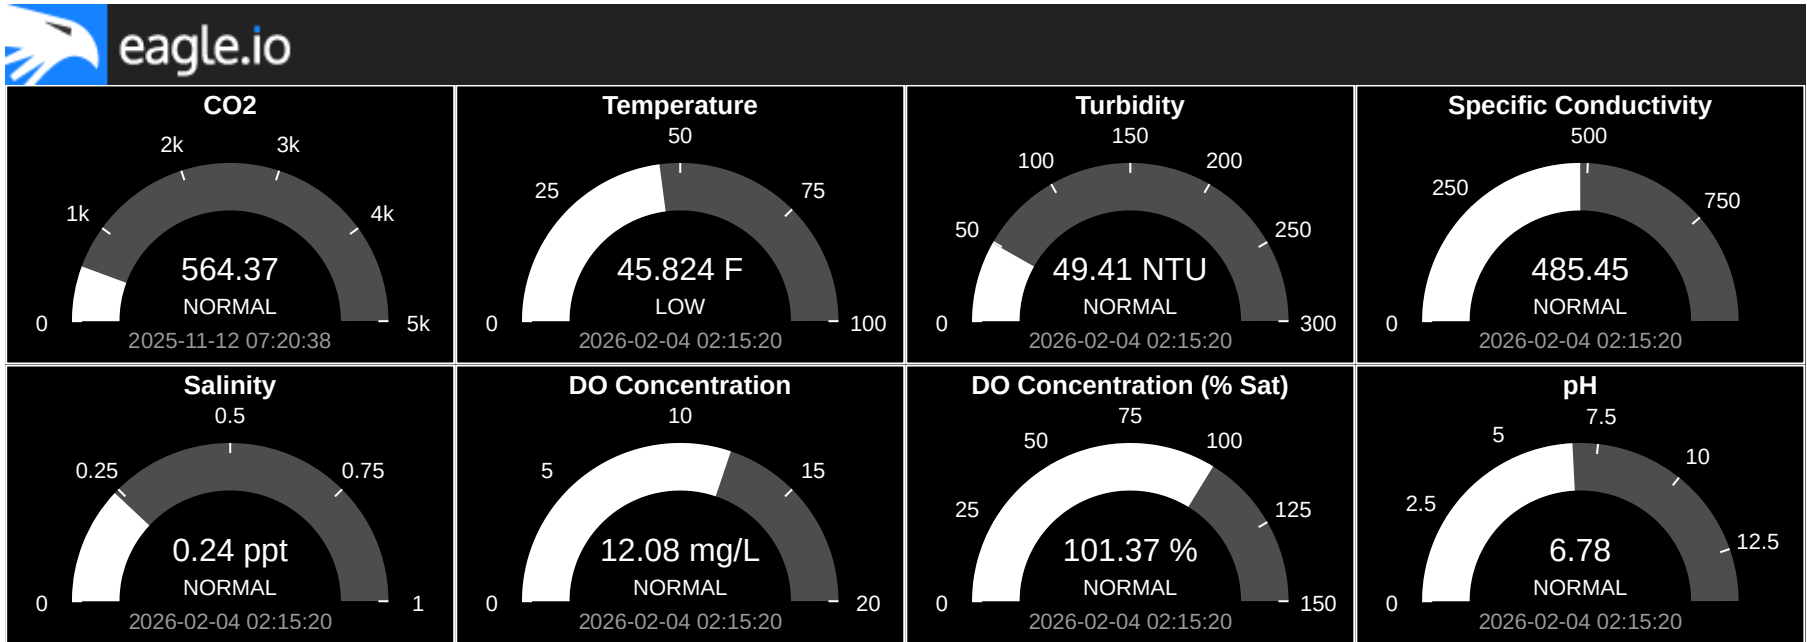 eagle.io
CO2
0
1k
2k
3k
4k
5k
564.37
NORMAL
2025-11-12 07:20:38
Temperature
0
25
50
75
100
45.824 F
LOW
2026-02-04 02:15:20
Turbidity
0
50
100
150
200
250
300
49.41 NTU
NORMAL
2026-02-04 02:15:20
Specific Conductivity
0
250
500
750
485.45
NORMAL
2026-02-04 02:15:20
Salinity
0
0.25
0.5
0.75
1
0.24 ppt
NORMAL
2026-02-04 02:15:20
DO Concentration
0
5
10
15
20
12.08 mg/L
NORMAL
2026-02-04 02:15:20
DO Concentration (% Sat)
0
25
50
75
100
125
150
101.37 %
NORMAL
2026-02-04 02:15:20
pH
0
2.5
5
7.5
10
12.5
6.78
NORMAL
2026-02-04 02:15:20